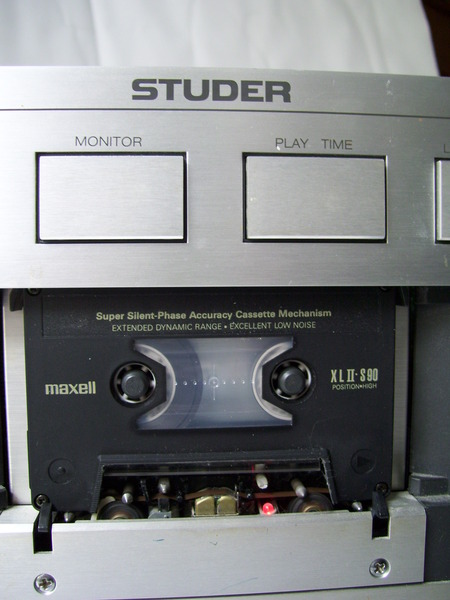 STUDER
MONITOR
PLAY TIME
L
Super Silent-Phase Accuracy Cassette Mechanism
EXTENDED DYNAMIC RANGE • EXCELLENT LOW NOISE
maxell
XLII-S90
POSITION•HIGH